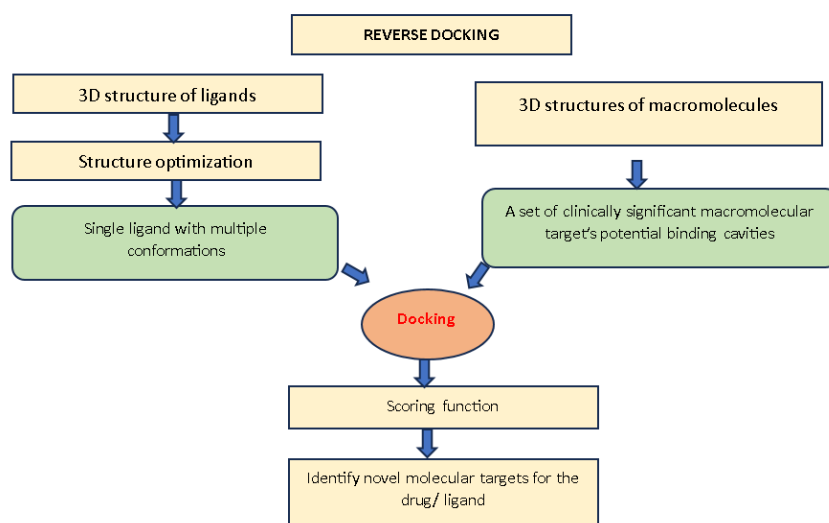 REVERSE DOCKING
3D structure of ligands
3D structures of macromolecules
Structure optimization
Single ligand with multiple
conformations
A set of clinically significant macromolecular
target's potential binding cavities
Docking
Scoring function
Identify novel molecular targets for the
drug/ ligand